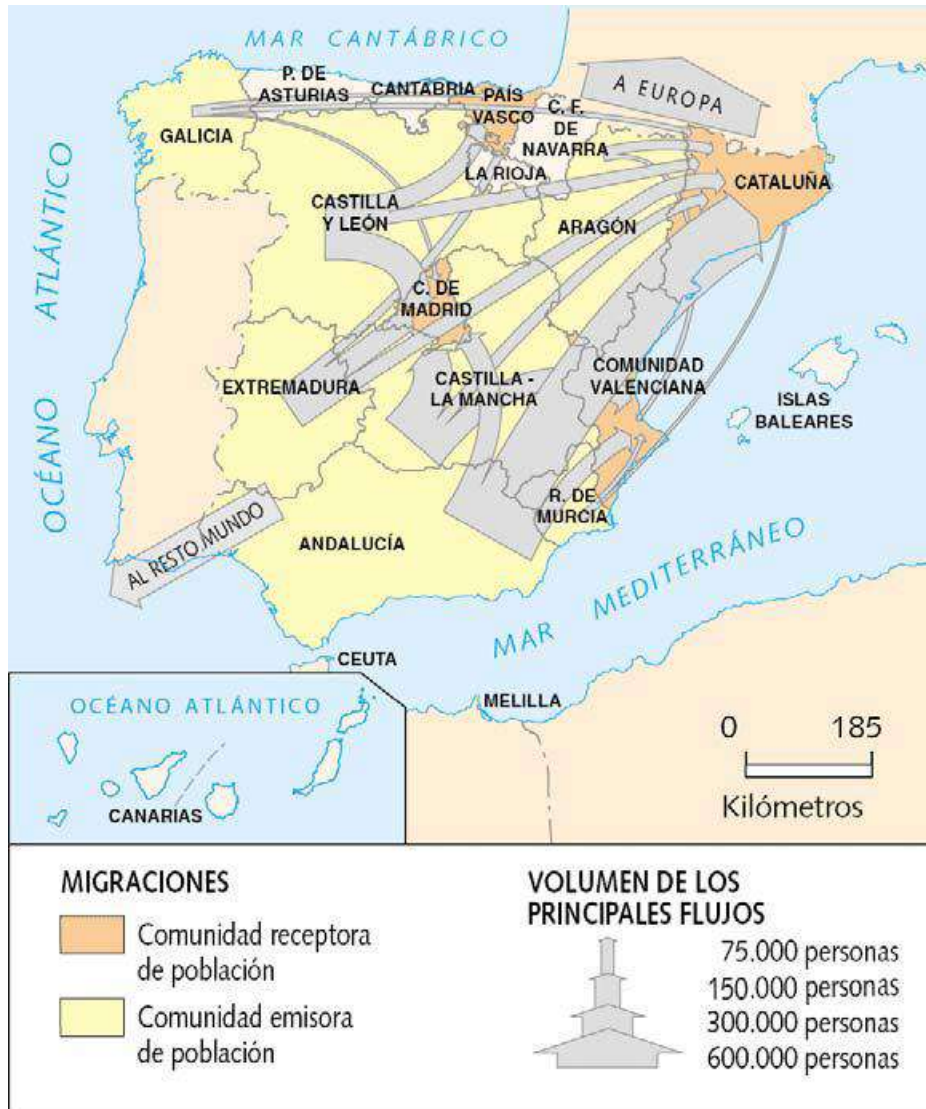 MAR CANTÁBRICO
A EUROPA
P. DE
ASTURIAS
CANTABRIA
PAÍS
VASCO
C. F.
DE
NAVARRA
GALICIA
LA RIOJA
CATALUÑA
CASTILLA
Y LEÓN
ARAGÓN
OCÉANO ATLÁNTICO
C. DE
MADRID
EXTREMADURA
CASTILLA -
LA MANCHA
COMUNIDAD
VALENCIANA
ISLAS
BALEARES
R. DE
MURCIA
ANDALUCÍA
AL RESTO MUNDO
MAR MEDITERRÁNEO
CEUTA
MELILLA
OCÉANO ATLÁNTICO
CANARIAS
0 185
Kilómetros
MIGRACIONES
Comunidad receptora
de población
Comunidad emisora
de población
VOLUMEN DE LOS
PRINCIPALES FLUJOS
75.000 personas
150.000 personas
300.000 personas
600.000 personas